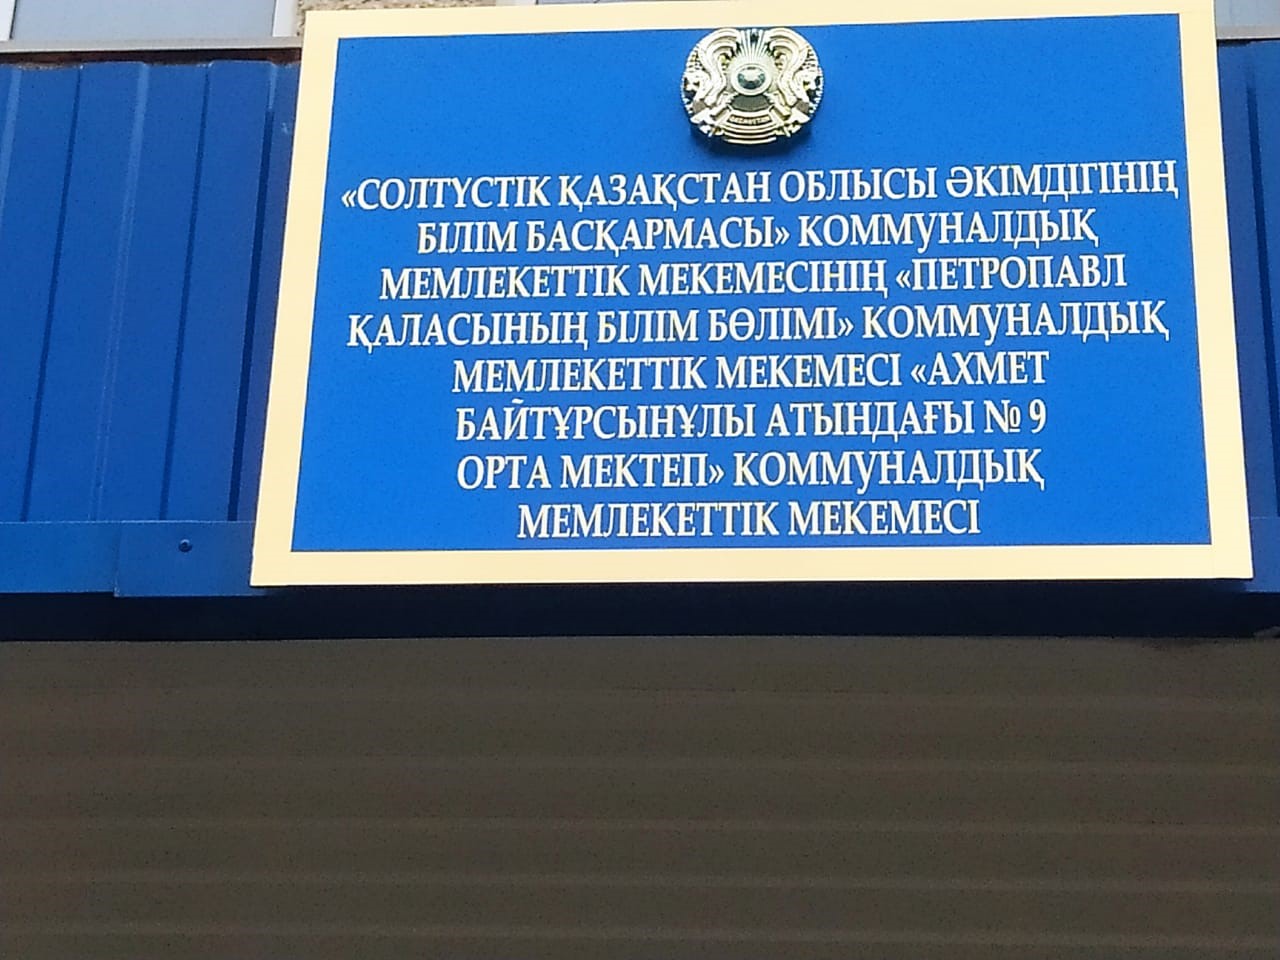 «СОЛТҮСТІК ҚАЗАҚСТАН ОБЛЫСЫ ӘКІМДІГІНІҢ
БІЛІМ БАСҚАРМАСЫ» КОММУНАЛДЫҚ
МЕМЛЕКЕТТІК МЕКЕМЕСІНІҢ «ПЕТРОПАВЛ
ҚАЛАСЫНЫҢ БІЛІМ БӨЛІМІ» КОММУНАЛДЫҚ
МЕМЛЕКЕТТІК МЕКЕМЕСІ «АХМЕТ
БАЙТҰРСЫНҰЛЫ АТЫНДАҒЫ № 9
ОРТА МЕКТЕП» КОММУНАЛДЫҚ
МЕМЛЕКЕТТІК МЕКЕМЕСІ